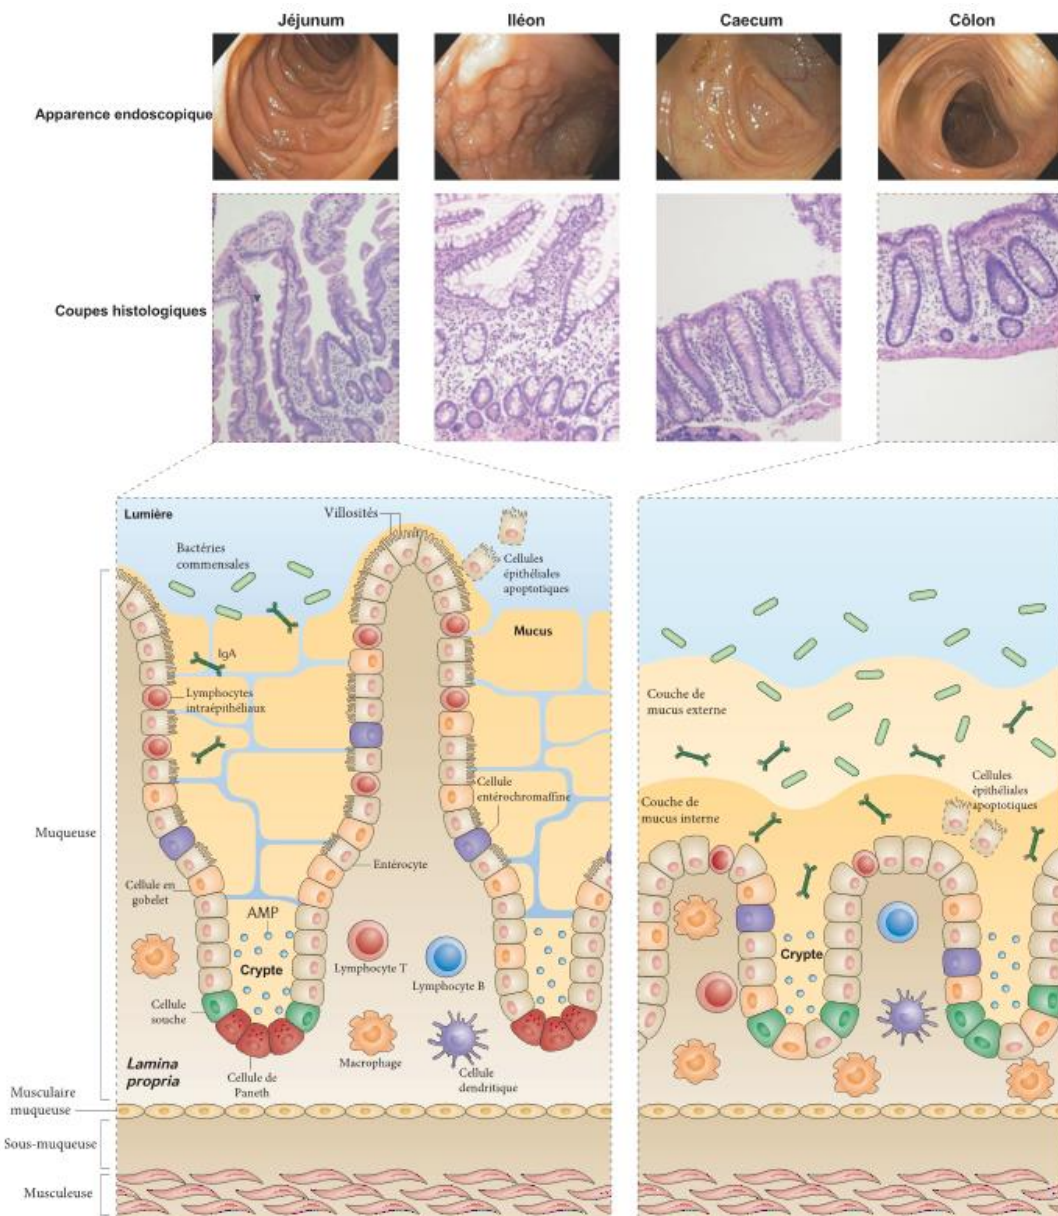 Jéjunum
Iléon
Caecum
Côlon
Apparence endoscopique
Coupes histologiques
Lumière
Villosités
Bactéries
commensales
Cellules
épithéliales
apoptotiques
Mucus
IgA
Lymphocytes
intraépithéliaux
Couche de
mucus externe
Cellule
entérochromaffine
Cellules
épithéliales
apoptotiques
Couche de
mucus interne
Muqueuse
Entérocyte
Cellule en
gobelet
AMP
Crypte
Lymphocyte T
Lymphocyte B
Crypte
Cellule
souche
Macrophage
Cellule
dendritique
Lamina
propria
Cellule de
Paneth
Musculaire
muqueuse
Sous-muqueuse
Musculeuse